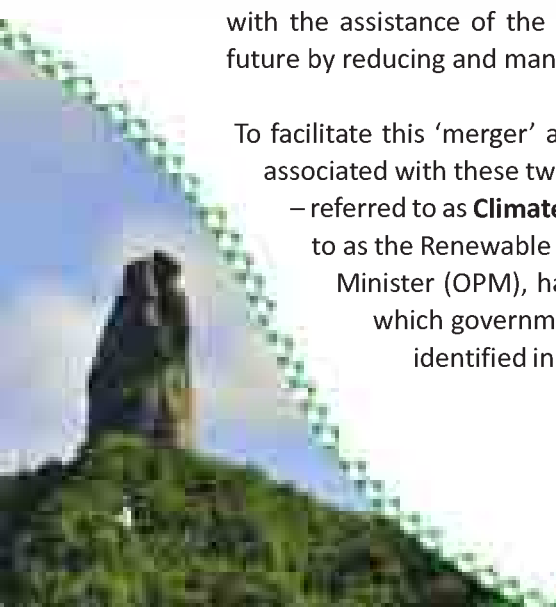 with the assistance of the
future by reducing and man
To facilitate this ‘merger’ a
associated with these tw
– referred to as Climate
to as the Renewable
Minister (OPM), ha
which governm
identified in